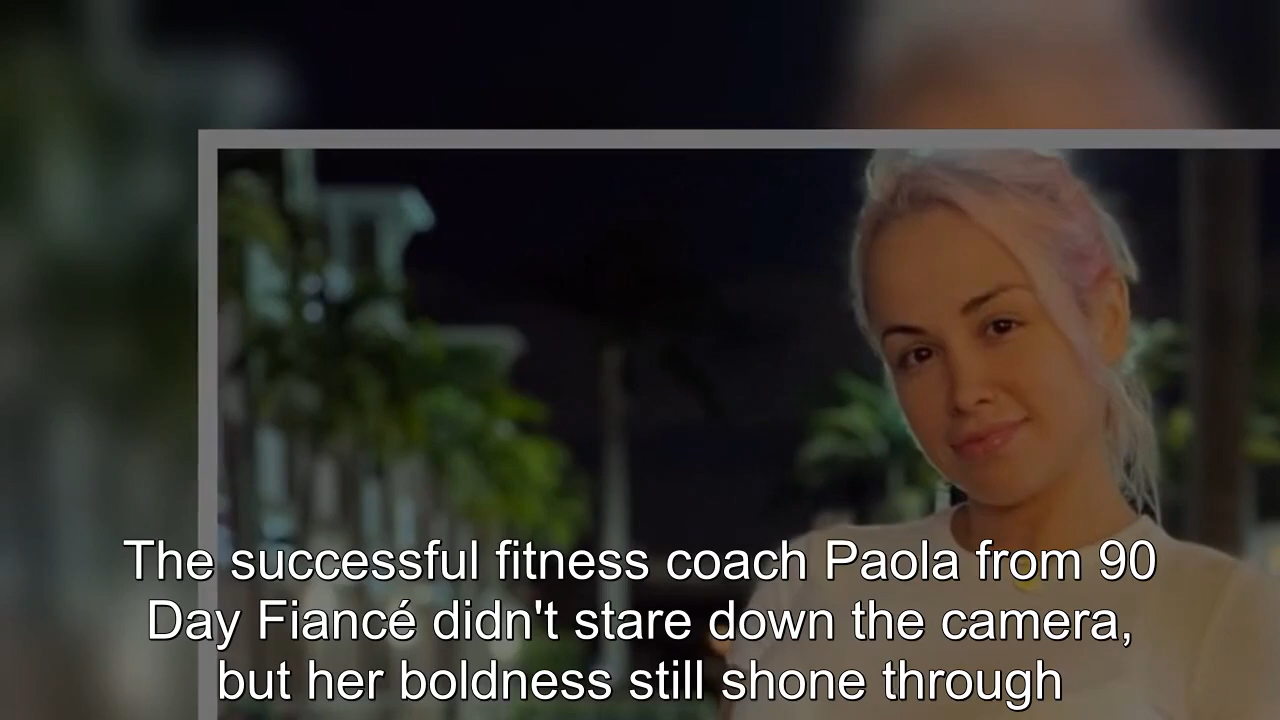 The successful fitness coach Paola from 90
Day Fiancé didn't stare down the camera,
but her boldness still shone through